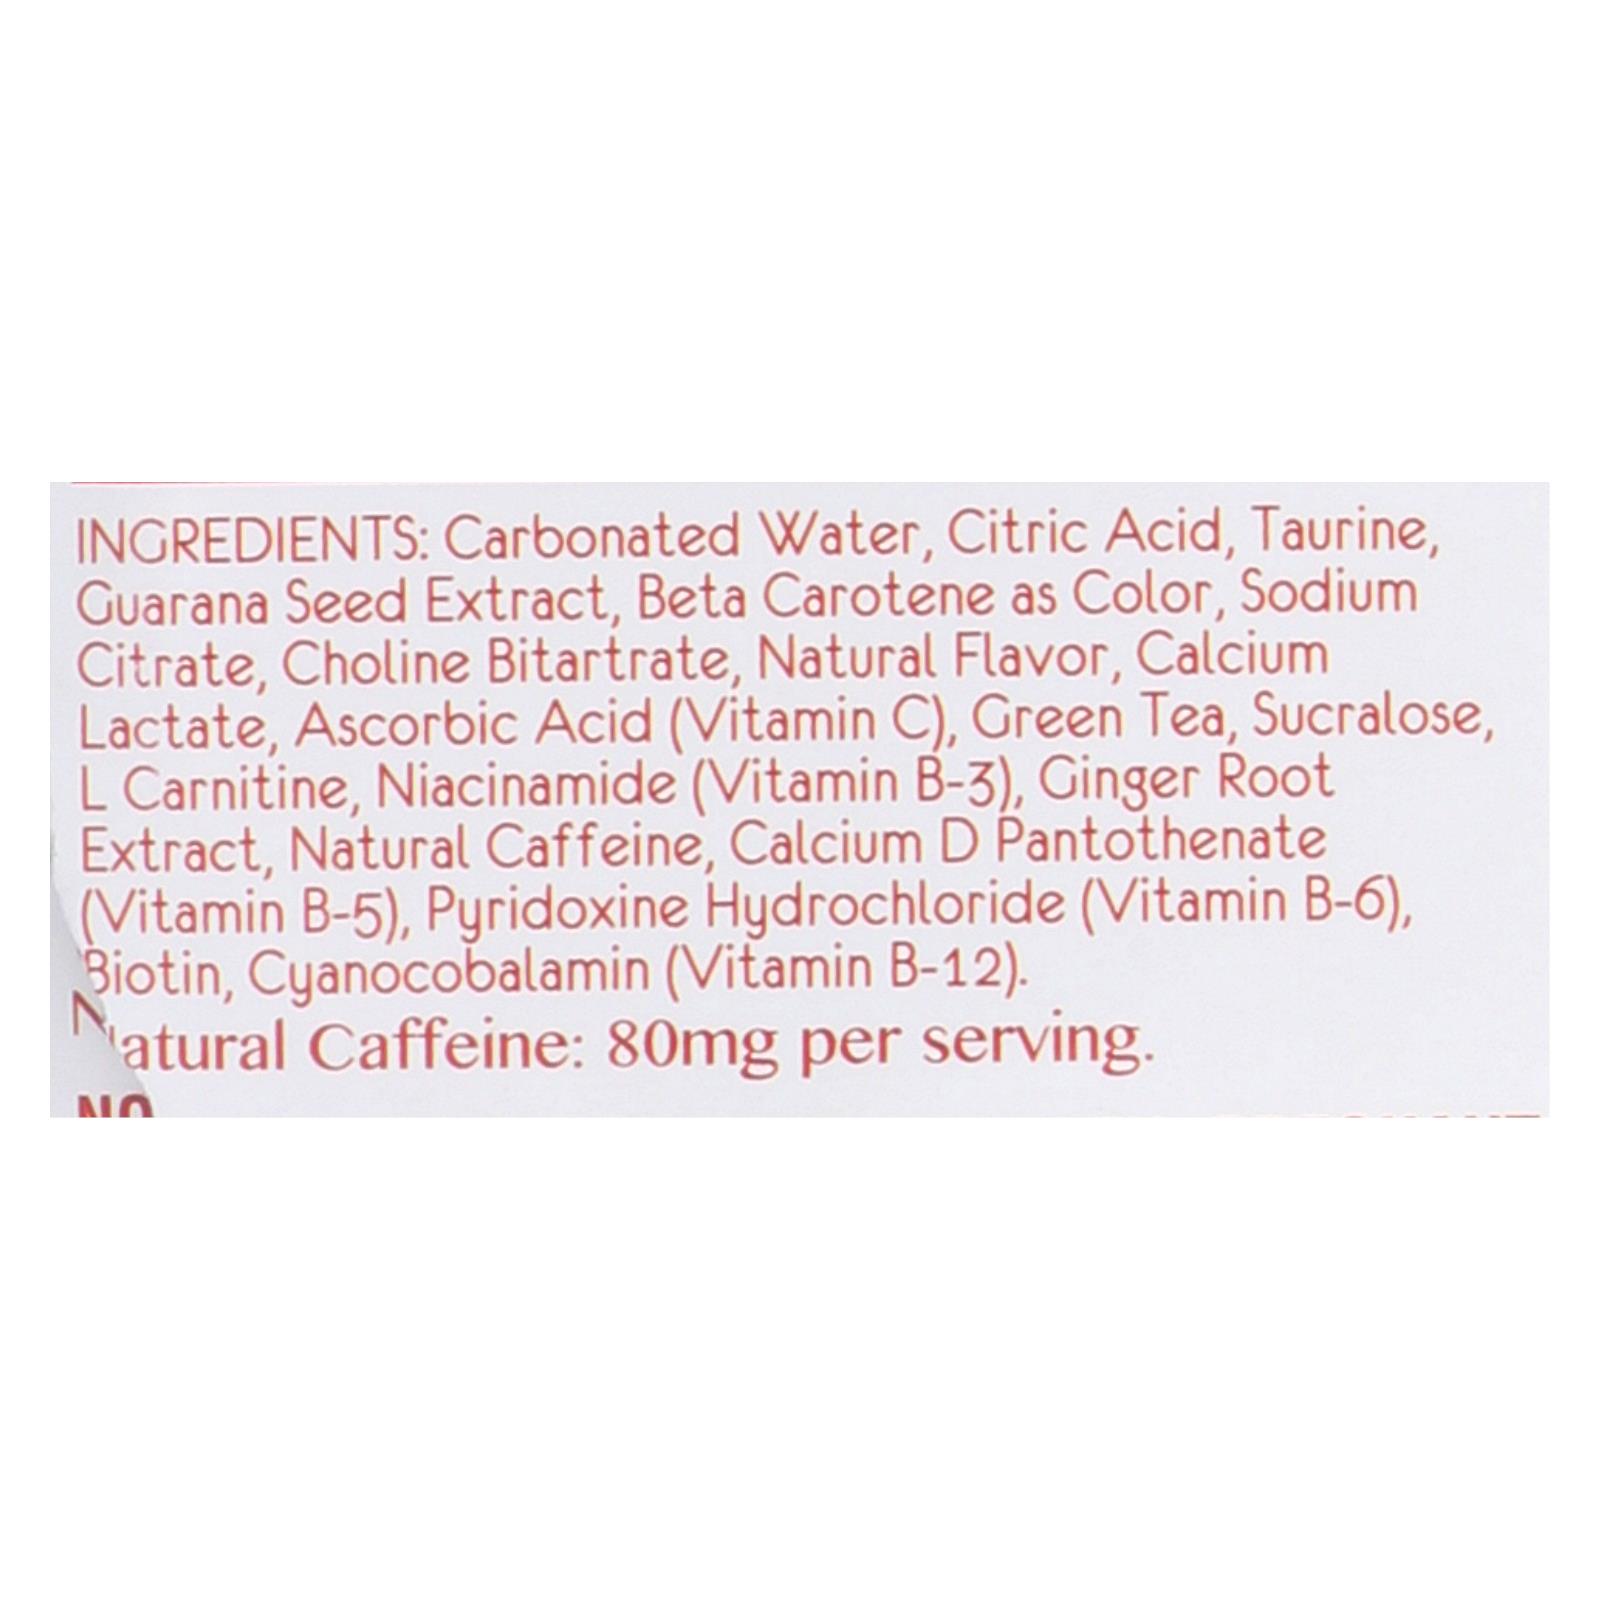 INGREDIENTS: Carbonated Water, Citric Acid, Taurine,
Guarana Seed Extract, Beta Carotene as Color, Sodium
Citrate, Choline Bitartrate, Natural Flavor, Calcium
Lactate, Ascorbic Acid (Vitamin C), Green Tea, Sucralose,
L Carnitine, Niacinamide (Vitamin B-3), Ginger Root
Extract, Natural Caffeine, Calcium D Pantothenate
(Vitamin B-5), Pyridoxine Hydrochloride (Vitamin B-6),
Biotin, Cyanocobalamin (Vitamin B-12).
Natural Caffeine: 80mg per serving.
NO